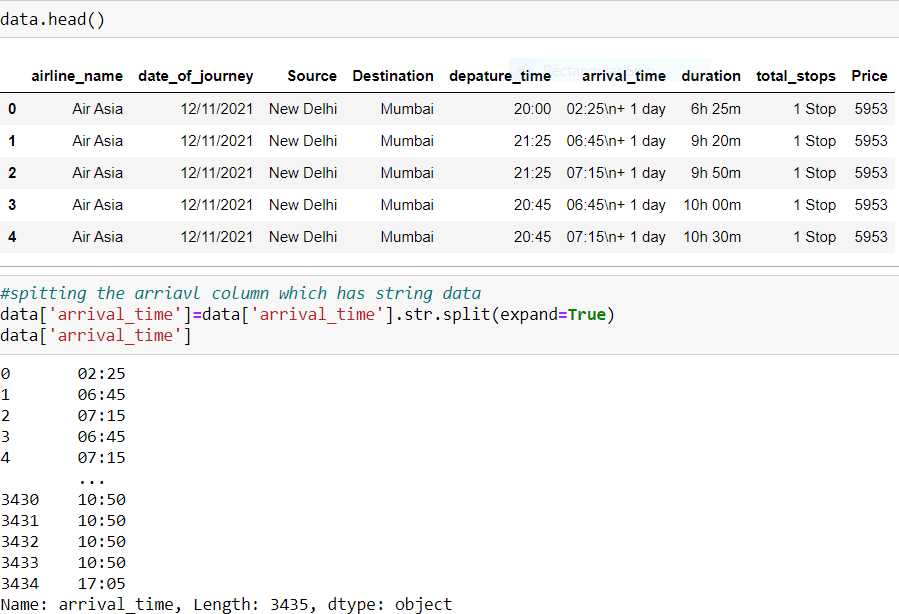 data.head()
airline_name date_of_journey Source Destination depature_time arrival_time duration total_stops Price
0 Air Asia 12/11/2021 New Delhi Mumbai 20:00 02:25\n+ 1 day 6h 25m 1 Stop 5953
1 Air Asia 12/11/2021 New Delhi Mumbai 21:25 06:45\n+ 1 day 9h 20m 1 Stop 5953
2 Air Asia 12/11/2021 New Delhi Mumbai 21:25 07:15\n+ 1 day 9h 50m 1 Stop 5953
3 Air Asia 12/11/2021 New Delhi Mumbai 20:45 06:45\n+ 1 day 10h 00m 1 Stop 5953
4 Air Asia 12/11/2021 New Delhi Mumbai 20:45 07:15\n+ 1 day 10h 30m 1 Stop 5953
#spitting the arriavl column which has string data
data['arrival_time']=data['arrival_time'].str.split(expand=True)
data['arrival_time']
0 02:25
1 06:45
2 07:15
3 06:45
4 07:15
...
3430 10:50
3431 10:50
3432 10:50
3433 10:50
3434 17:05
Name: arrival_time, Length: 3435, dtype: object